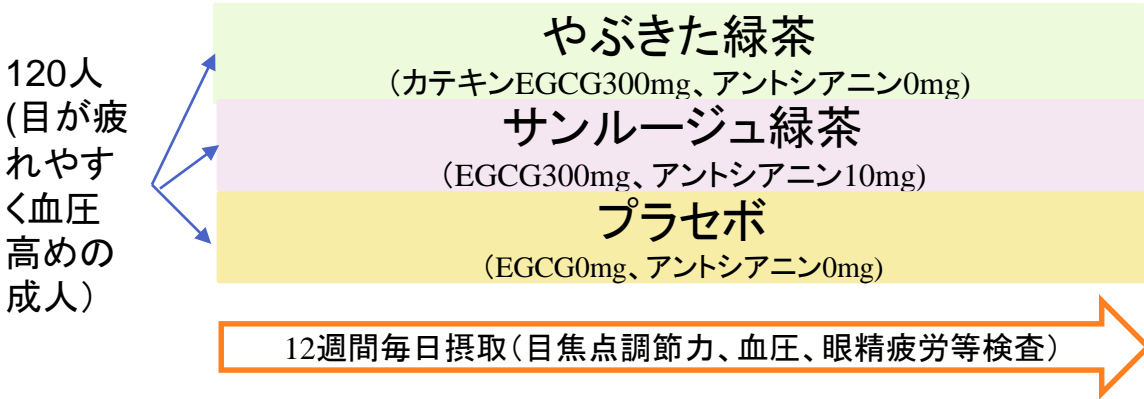 120人
(目が疲
れやす
く血圧
高めの
成人）
やぶきた緑茶
（カテキンEGCG300mg、アントシアニン0mg)
サンルージュ緑茶
（EGCG300mg、アントシアニン10mg)
プラセボ
（EGCG0mg、アントシアニン0mg)
12週間毎日摂取（目焦点調節力、血圧、眼精疲労等検査）